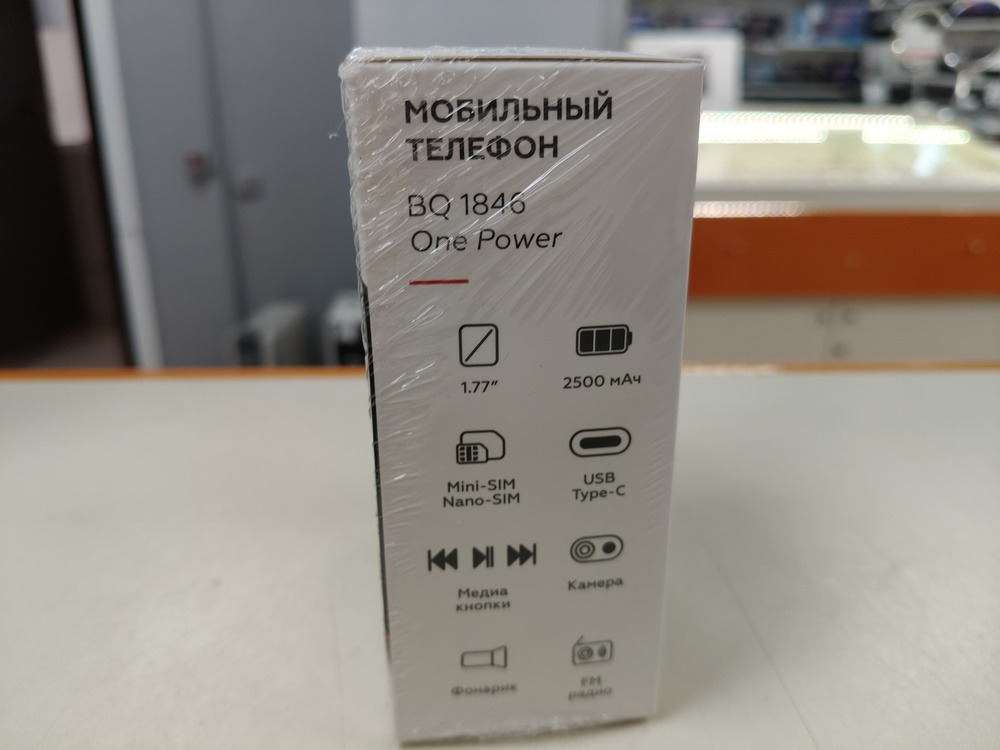 МОБИЛЬНЫЙ
ТЕЛЕФОН
BQ 1846
One Power
1.77”
2500 мАч
Mini-SIM
Nano-SIM
USB
Type-C
Медиа
кнопки
Камера
Фонарик
FM
радио